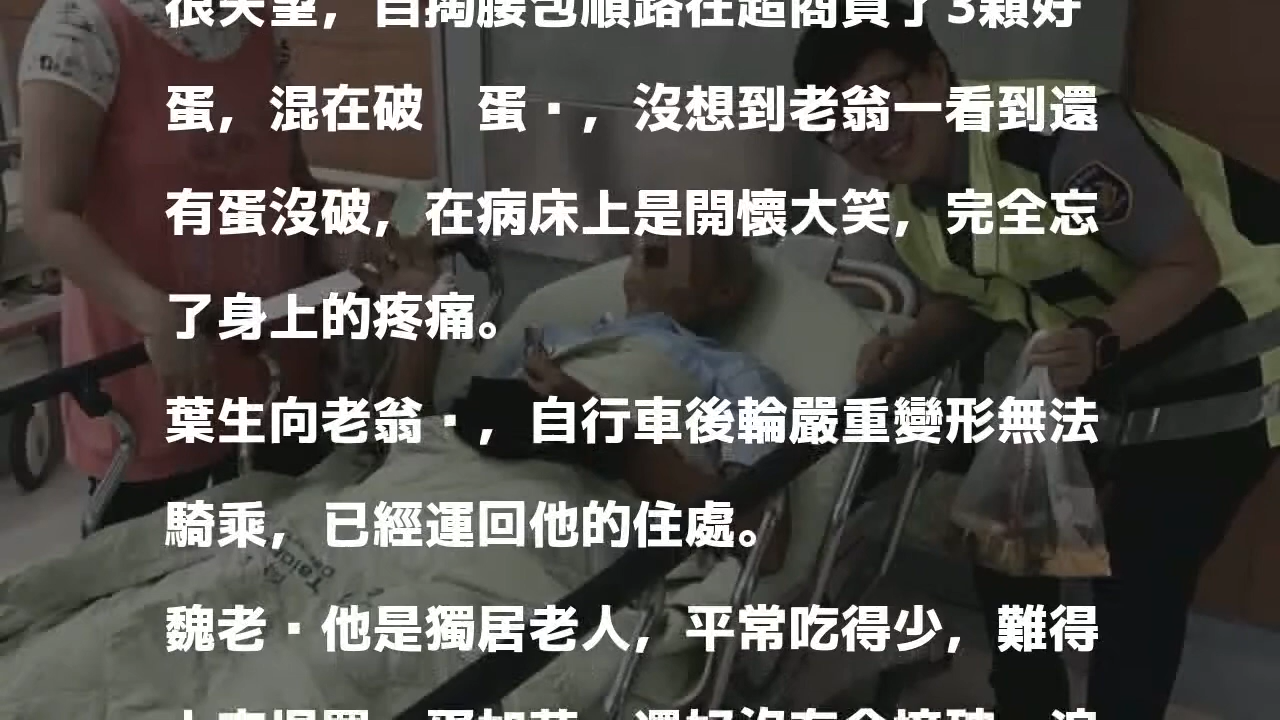 很失望，自掏腰包順路在超商買了3顆好
蛋，混在破　蛋·，沒想到老翁一看到還
有蛋沒破，在病床上是開懷大笑，完全忘
了身上的疼痛。
葉生向老翁·，自行車後輪嚴重變形無法
騎乘，已經運回他的住處。
魏老·他是獨居老人，平常吃得少，難得